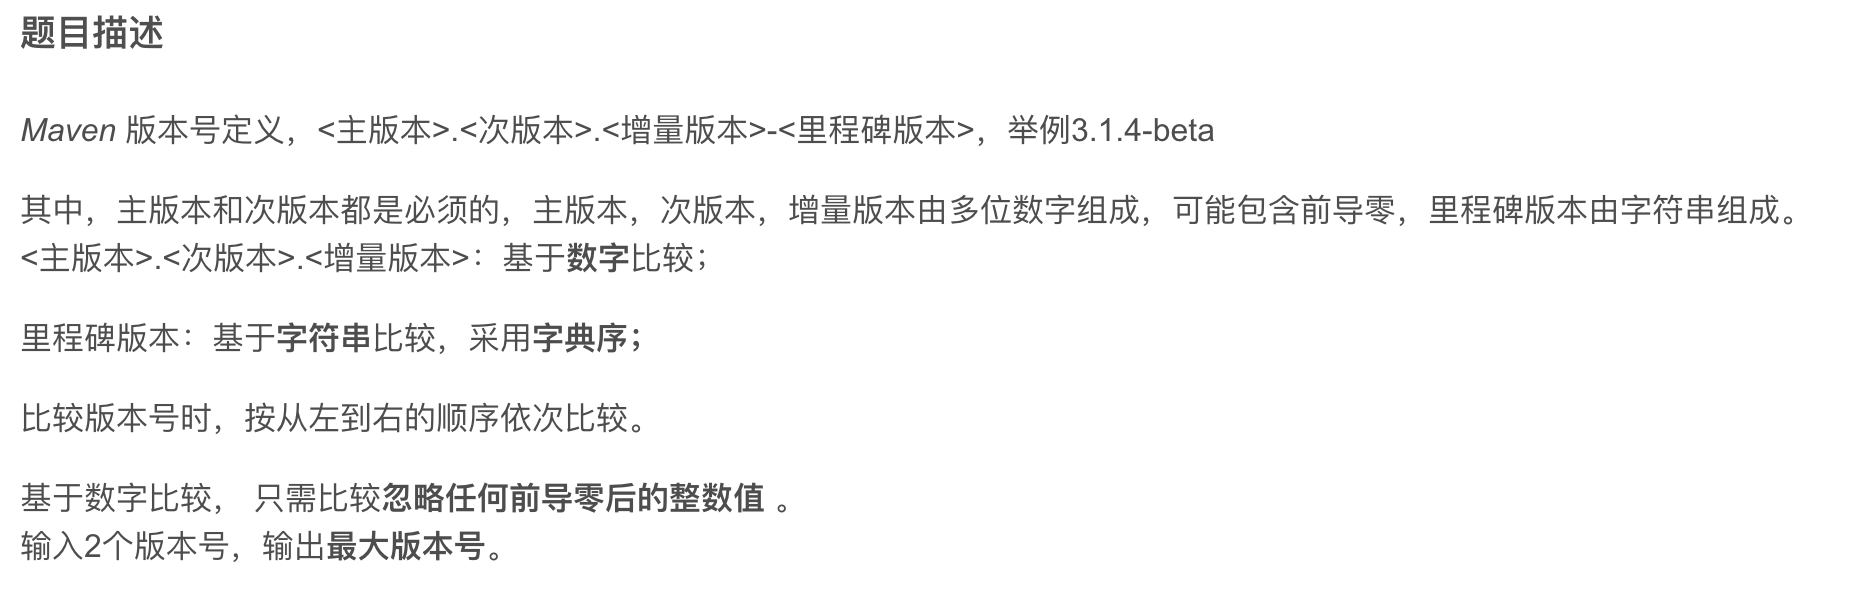 题目描述
Maven 版本号定义，<主版本>.<次版本>.<增量版本>-<里程碑版本>，举例3.1.4-beta
其中，主版本和次版本都是必须的，主版本，次版本，增量版本由多位数字组成，可能包含前导零，里程碑版本由字符串组成。
<主版本>.<次版本>.<增量版本>：基于数字比较；
里程碑版本：基于字符串比较，采用字典序；
比较版本号时，按从左到右的顺序依次比较。
基于数字比较， 只需比较忽略任何前导零后的整数值 。
输入2个版本号，输出最大版本号。